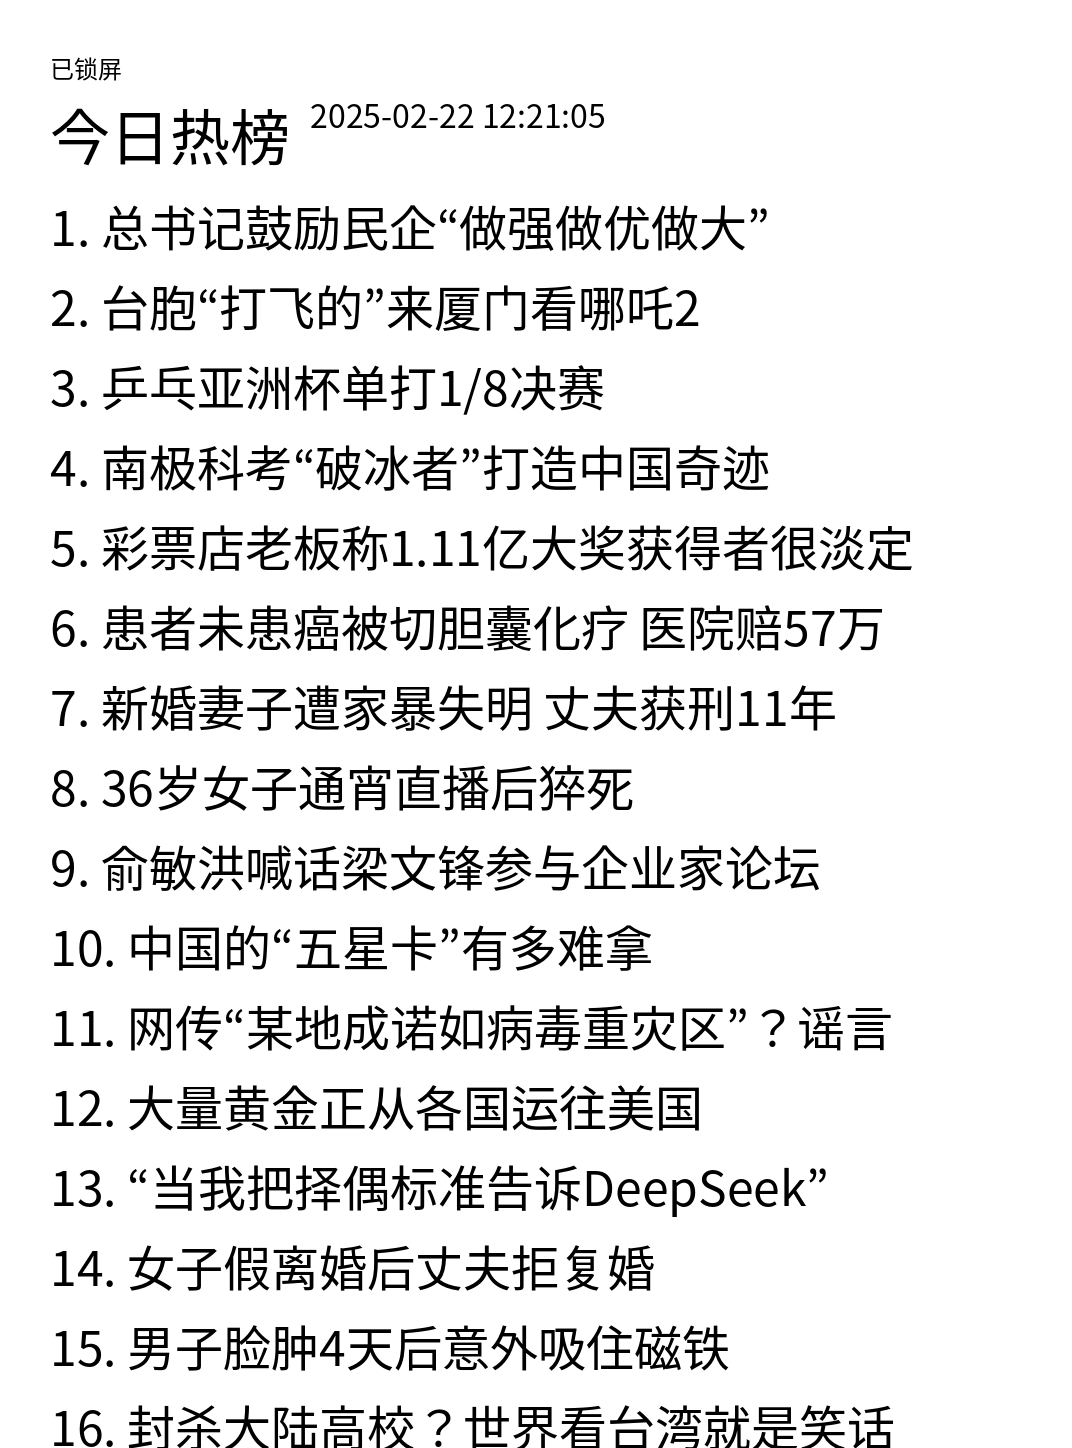 已锁屏
今日热榜 2025-02-22 12:21:05
1. 总书记鼓励民企“做强做优做大”
2. 台胞“打飞的”来厦门看哪吒2
3. 乒乓亚洲杯单打1/8决赛
4. 南极科考“破冰者”打造中国奇迹
5. 彩票店老板称1.11亿大奖获得者很淡定
6. 患者未患癌被切胆囊化疗 医院赔57万
7. 新婚妻子遭家暴失明 丈夫获刑11年
8. 36岁女子通宵直播后猝死
9. 俞敏洪喊话梁文锋参与企业家论坛
10. 中国的“五星卡”有多难拿
11. 网传“某地成诺如病毒重灾区”？谣言
12. 大量黄金正从各国运往美国
13. “当我把择偶标准告诉DeepSeek”
14. 女子假离婚后丈夫拒复婚
15. 男子脸肿4天后意外吸住磁铁
16. 封杀大陆高校？世界看台湾就是笑话